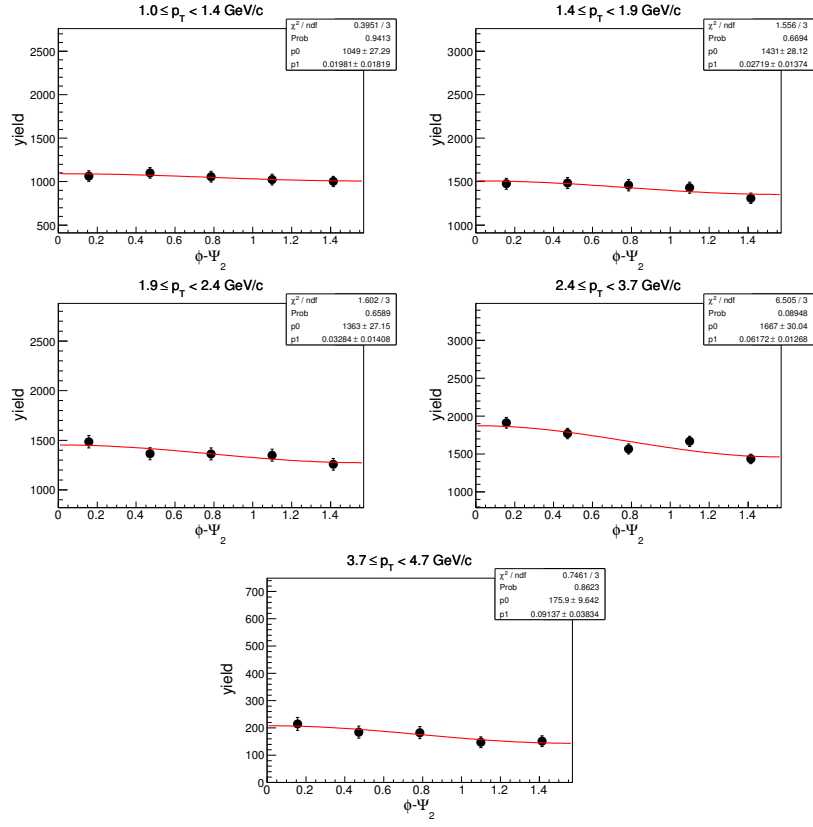 1.0 ≤ p_T < 1.4 GeV/c
χ² / ndf 0.3951 / 3
Prob 0.9413
p0 1049 ± 27.29
p1 0.01981 ± 0.01819
yield
2500
2000
1500
1000
500
0 0.2 0.4 0.6 0.8 1 1.2 1.4
ϕ-Ψ₂
1.4 ≤ p_T < 1.9 GeV/c
χ² / ndf 1.556 / 3
Prob 0.6694
p0 1431 ± 28.12
p1 0.02719 ± 0.01374
yield
3000
2500
2000
1500
1000
0 0.2 0.4 0.6 0.8 1 1.2 1.4
ϕ-Ψ₂
1.9 ≤ p_T < 2.4 GeV/c
χ² / ndf 1.602 / 3
Prob 0.6589
p0 1363 ± 27.15
p1 0.03284 ± 0.01408
yield
2500
2000
1500
1000
0 0.2 0.4 0.6 0.8 1 1.2 1.4
ϕ-Ψ₂
2.4 ≤ p_T < 3.7 GeV/c
χ² / ndf 6.505 / 3
Prob 0.08948
p0 1667 ± 30.04
p1 0.06172 ± 0.01268
yield
3000
2500
2000
1500
1000
0 0.2 0.4 0.6 0.8 1 1.2 1.4
ϕ-Ψ₂
3.7 ≤ p_T < 4.7 GeV/c
χ² / ndf 0.7461 / 3
Prob 0.8623
p0 175.9 ± 9.642
p1 0.09137 ± 0.03834
yield
700
600
500
400
300
200
100
0
0 0.2 0.4 0.6 0.8 1 1.2 1.4
ϕ-Ψ₂